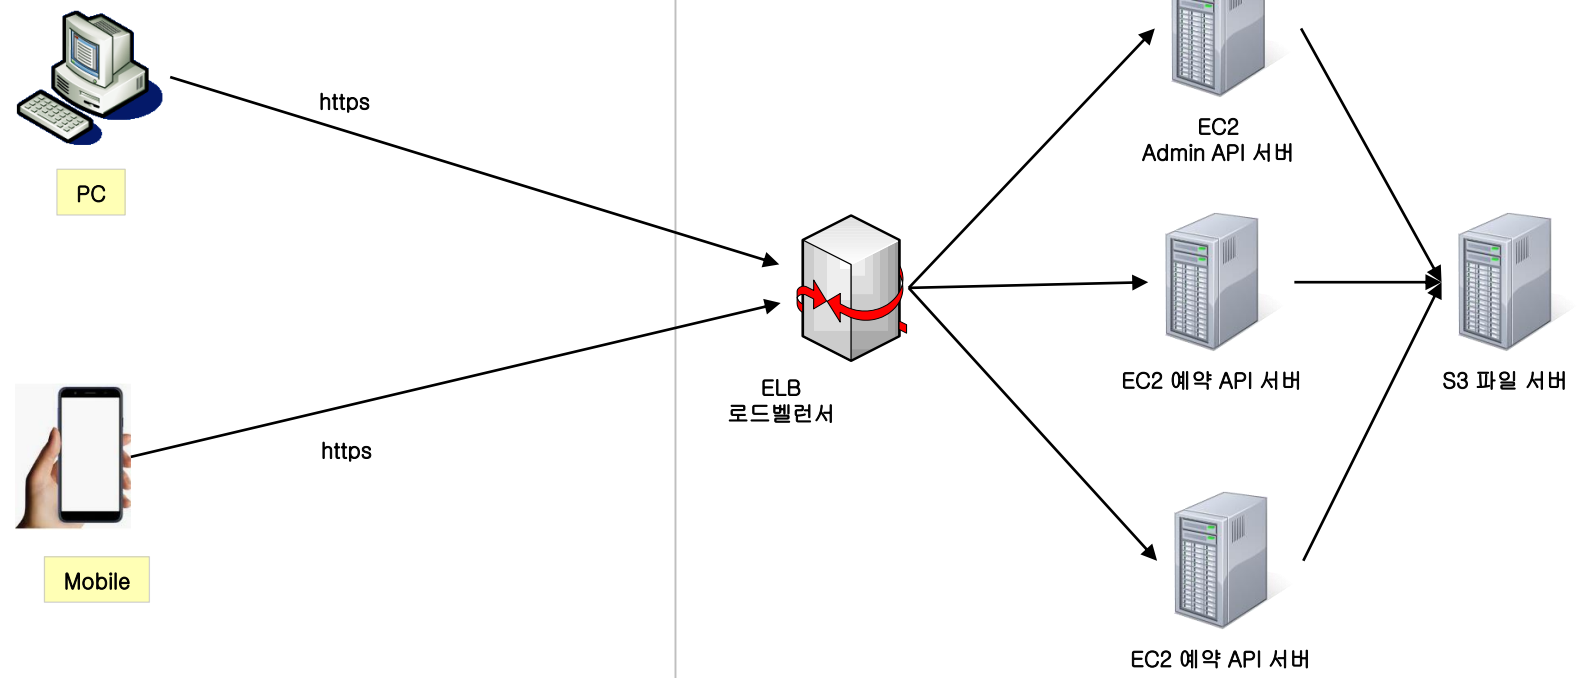 https
PC
EC2
Admin API 서버
ELB
로드벨런서
EC2 예약 API 서버
S3 파일 서버
https
Mobile
EC2 예약 API 서버